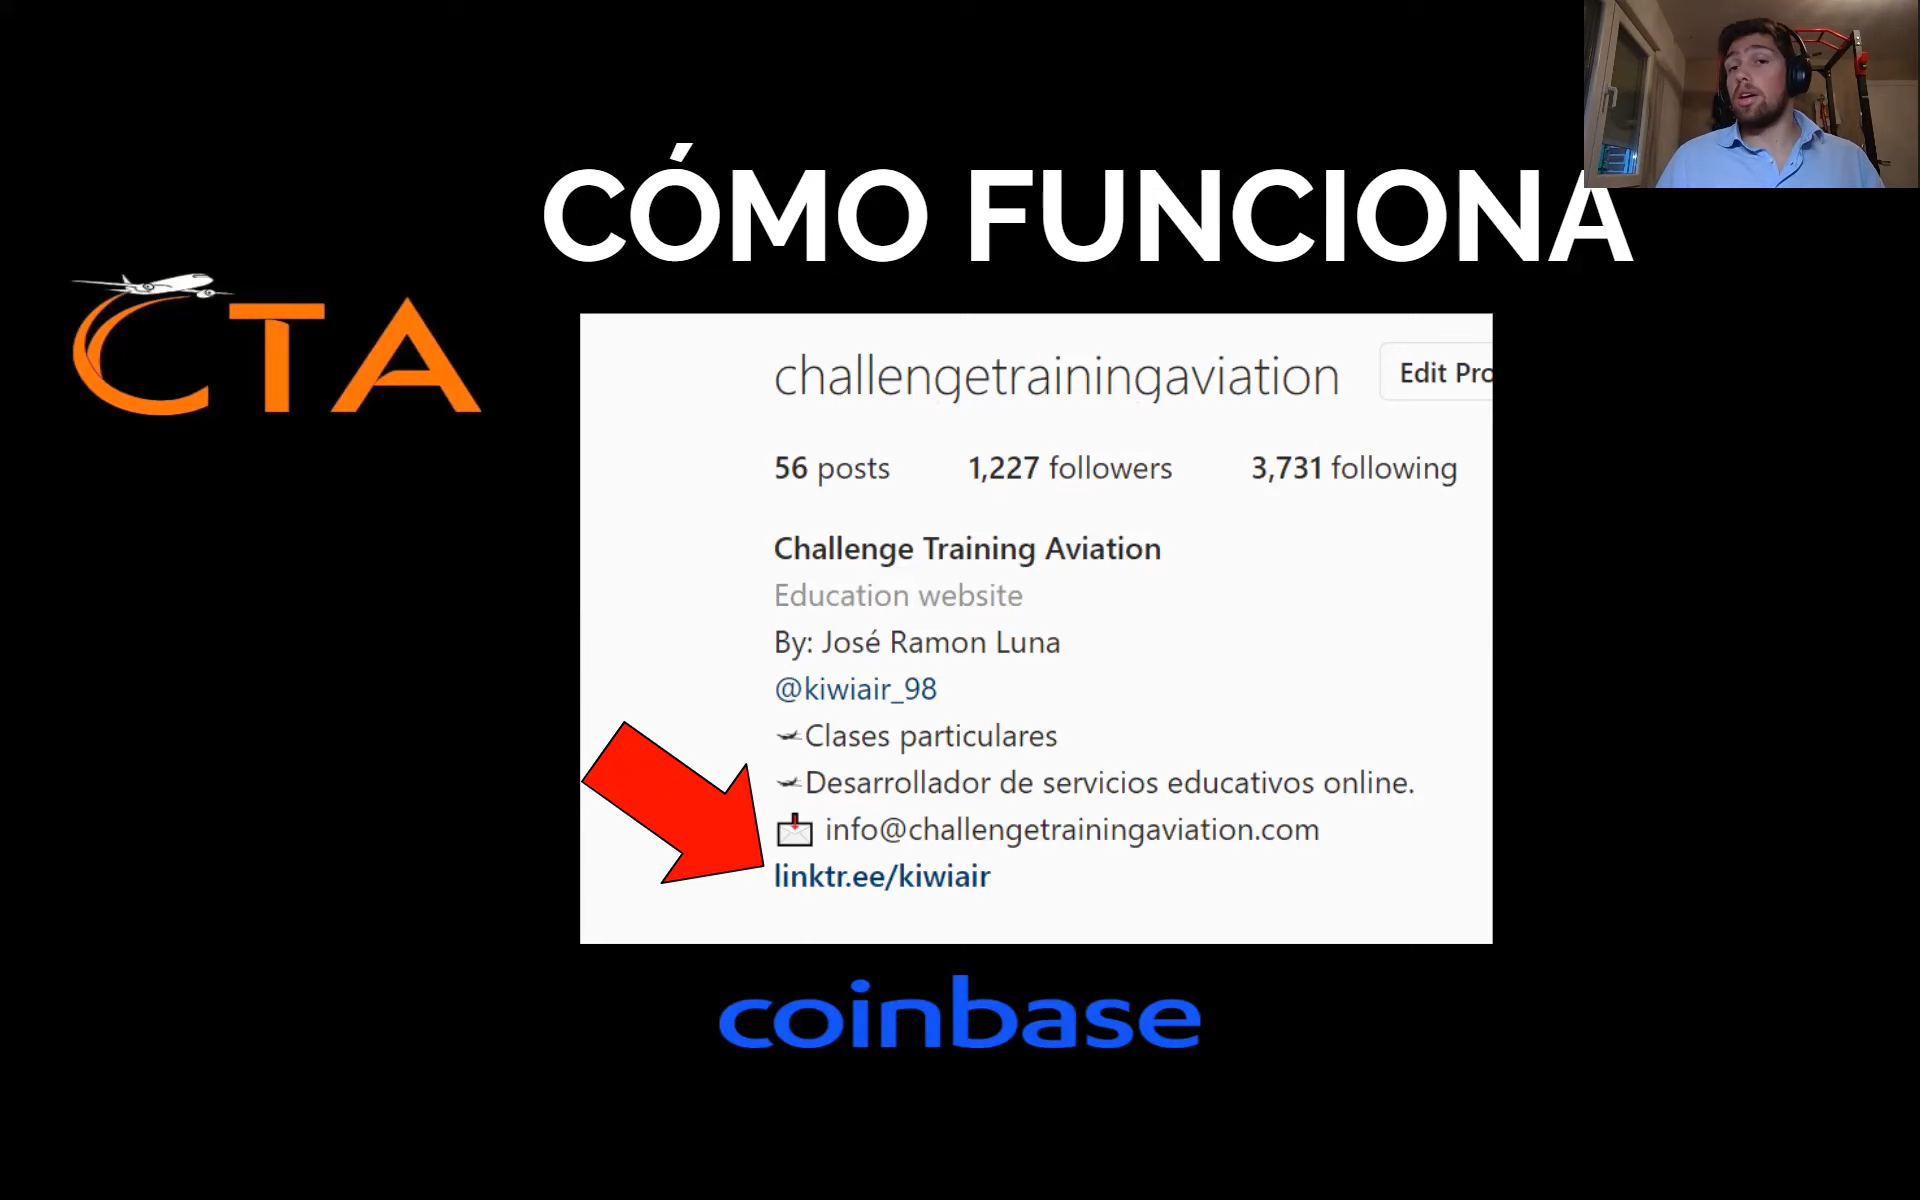 CÓMO FUNCIONA
CTA
challengetrainingaviation
Edit Pro
56 posts 1,227 followers 3,731 following
Challenge Training Aviation
Education website
By: José Ramon Luna
@kiwiair_98
Clases particulares
Desarrollador de servicios educativos online.
info@challengetrainingaviation.com
linktr.ee/kiwiair
coinbase